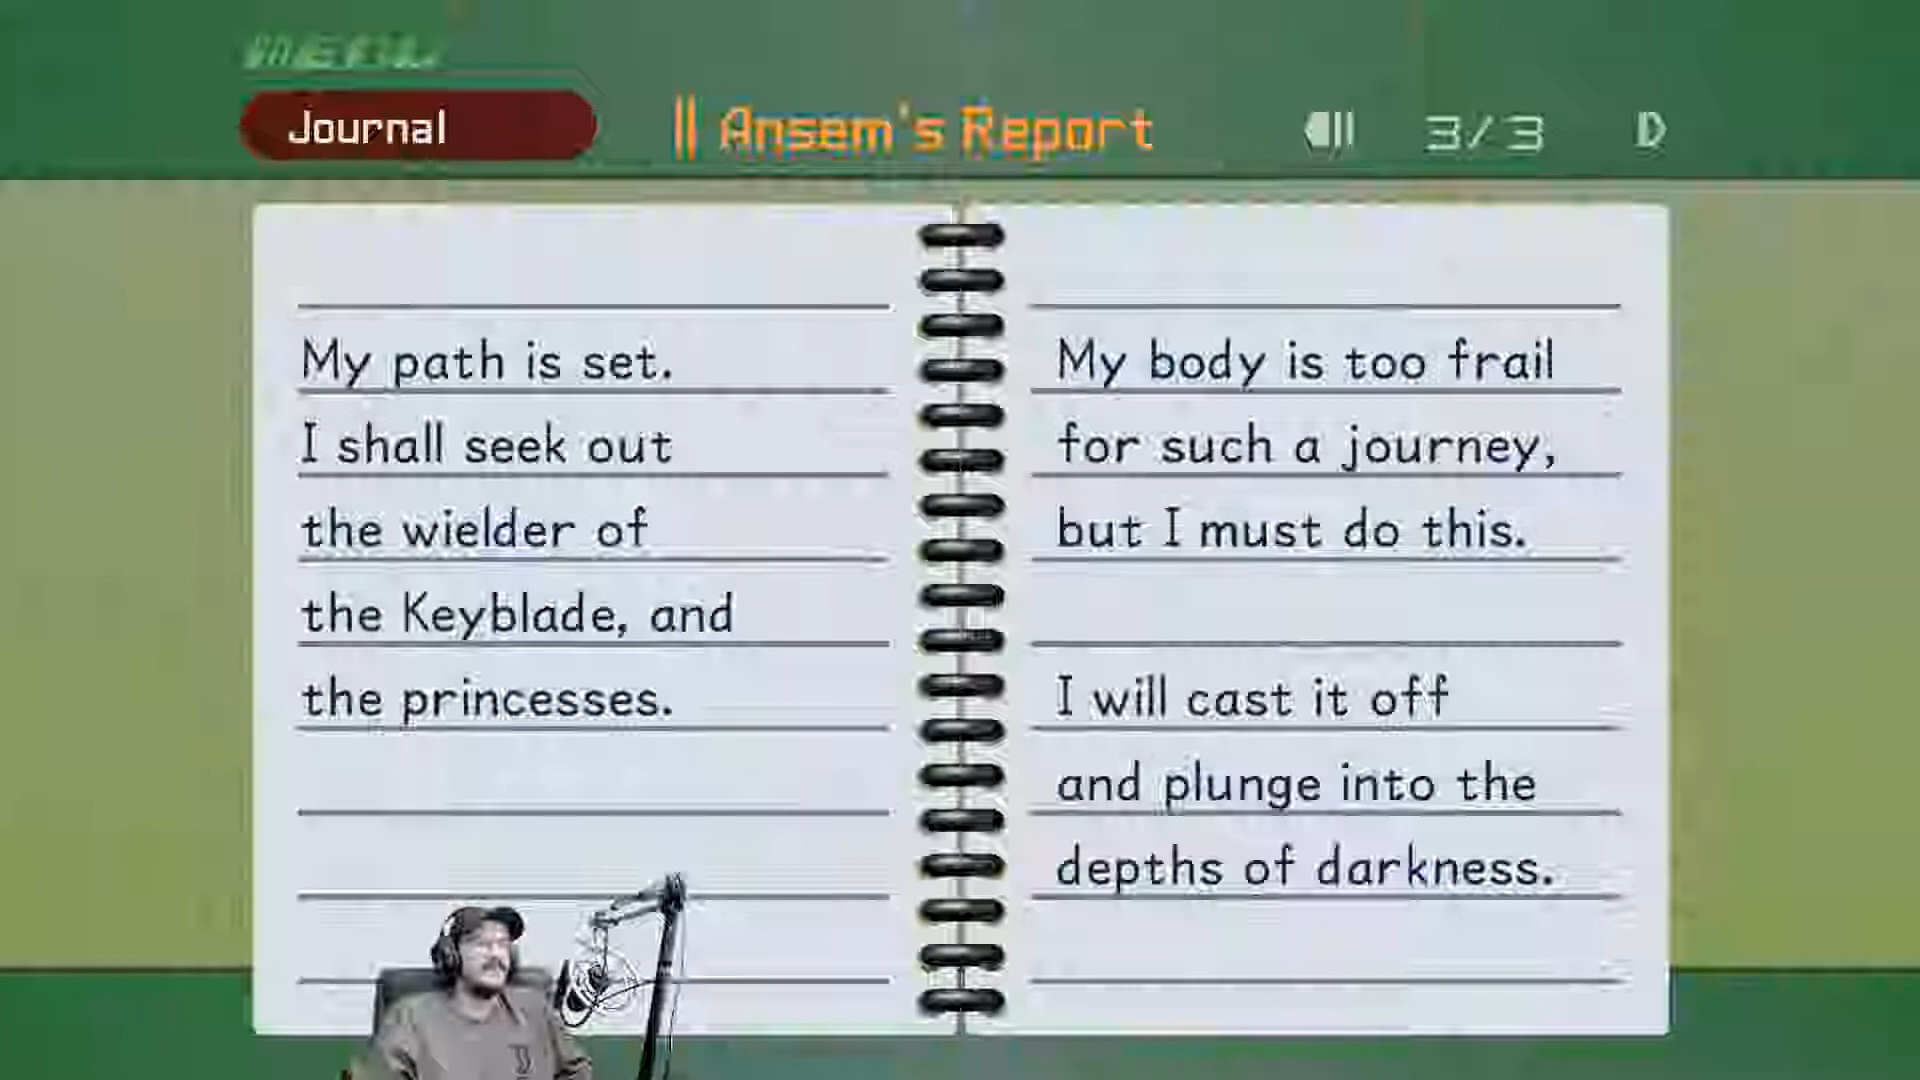 Journal
Ansem's Report
3/3
My path is set.
I shall seek out
the wielder of
the Keyblade, and
the princesses.
My body is too frail
for such a journey,
but I must do this.
I will cast it off
and plunge into the
depths of darkness.